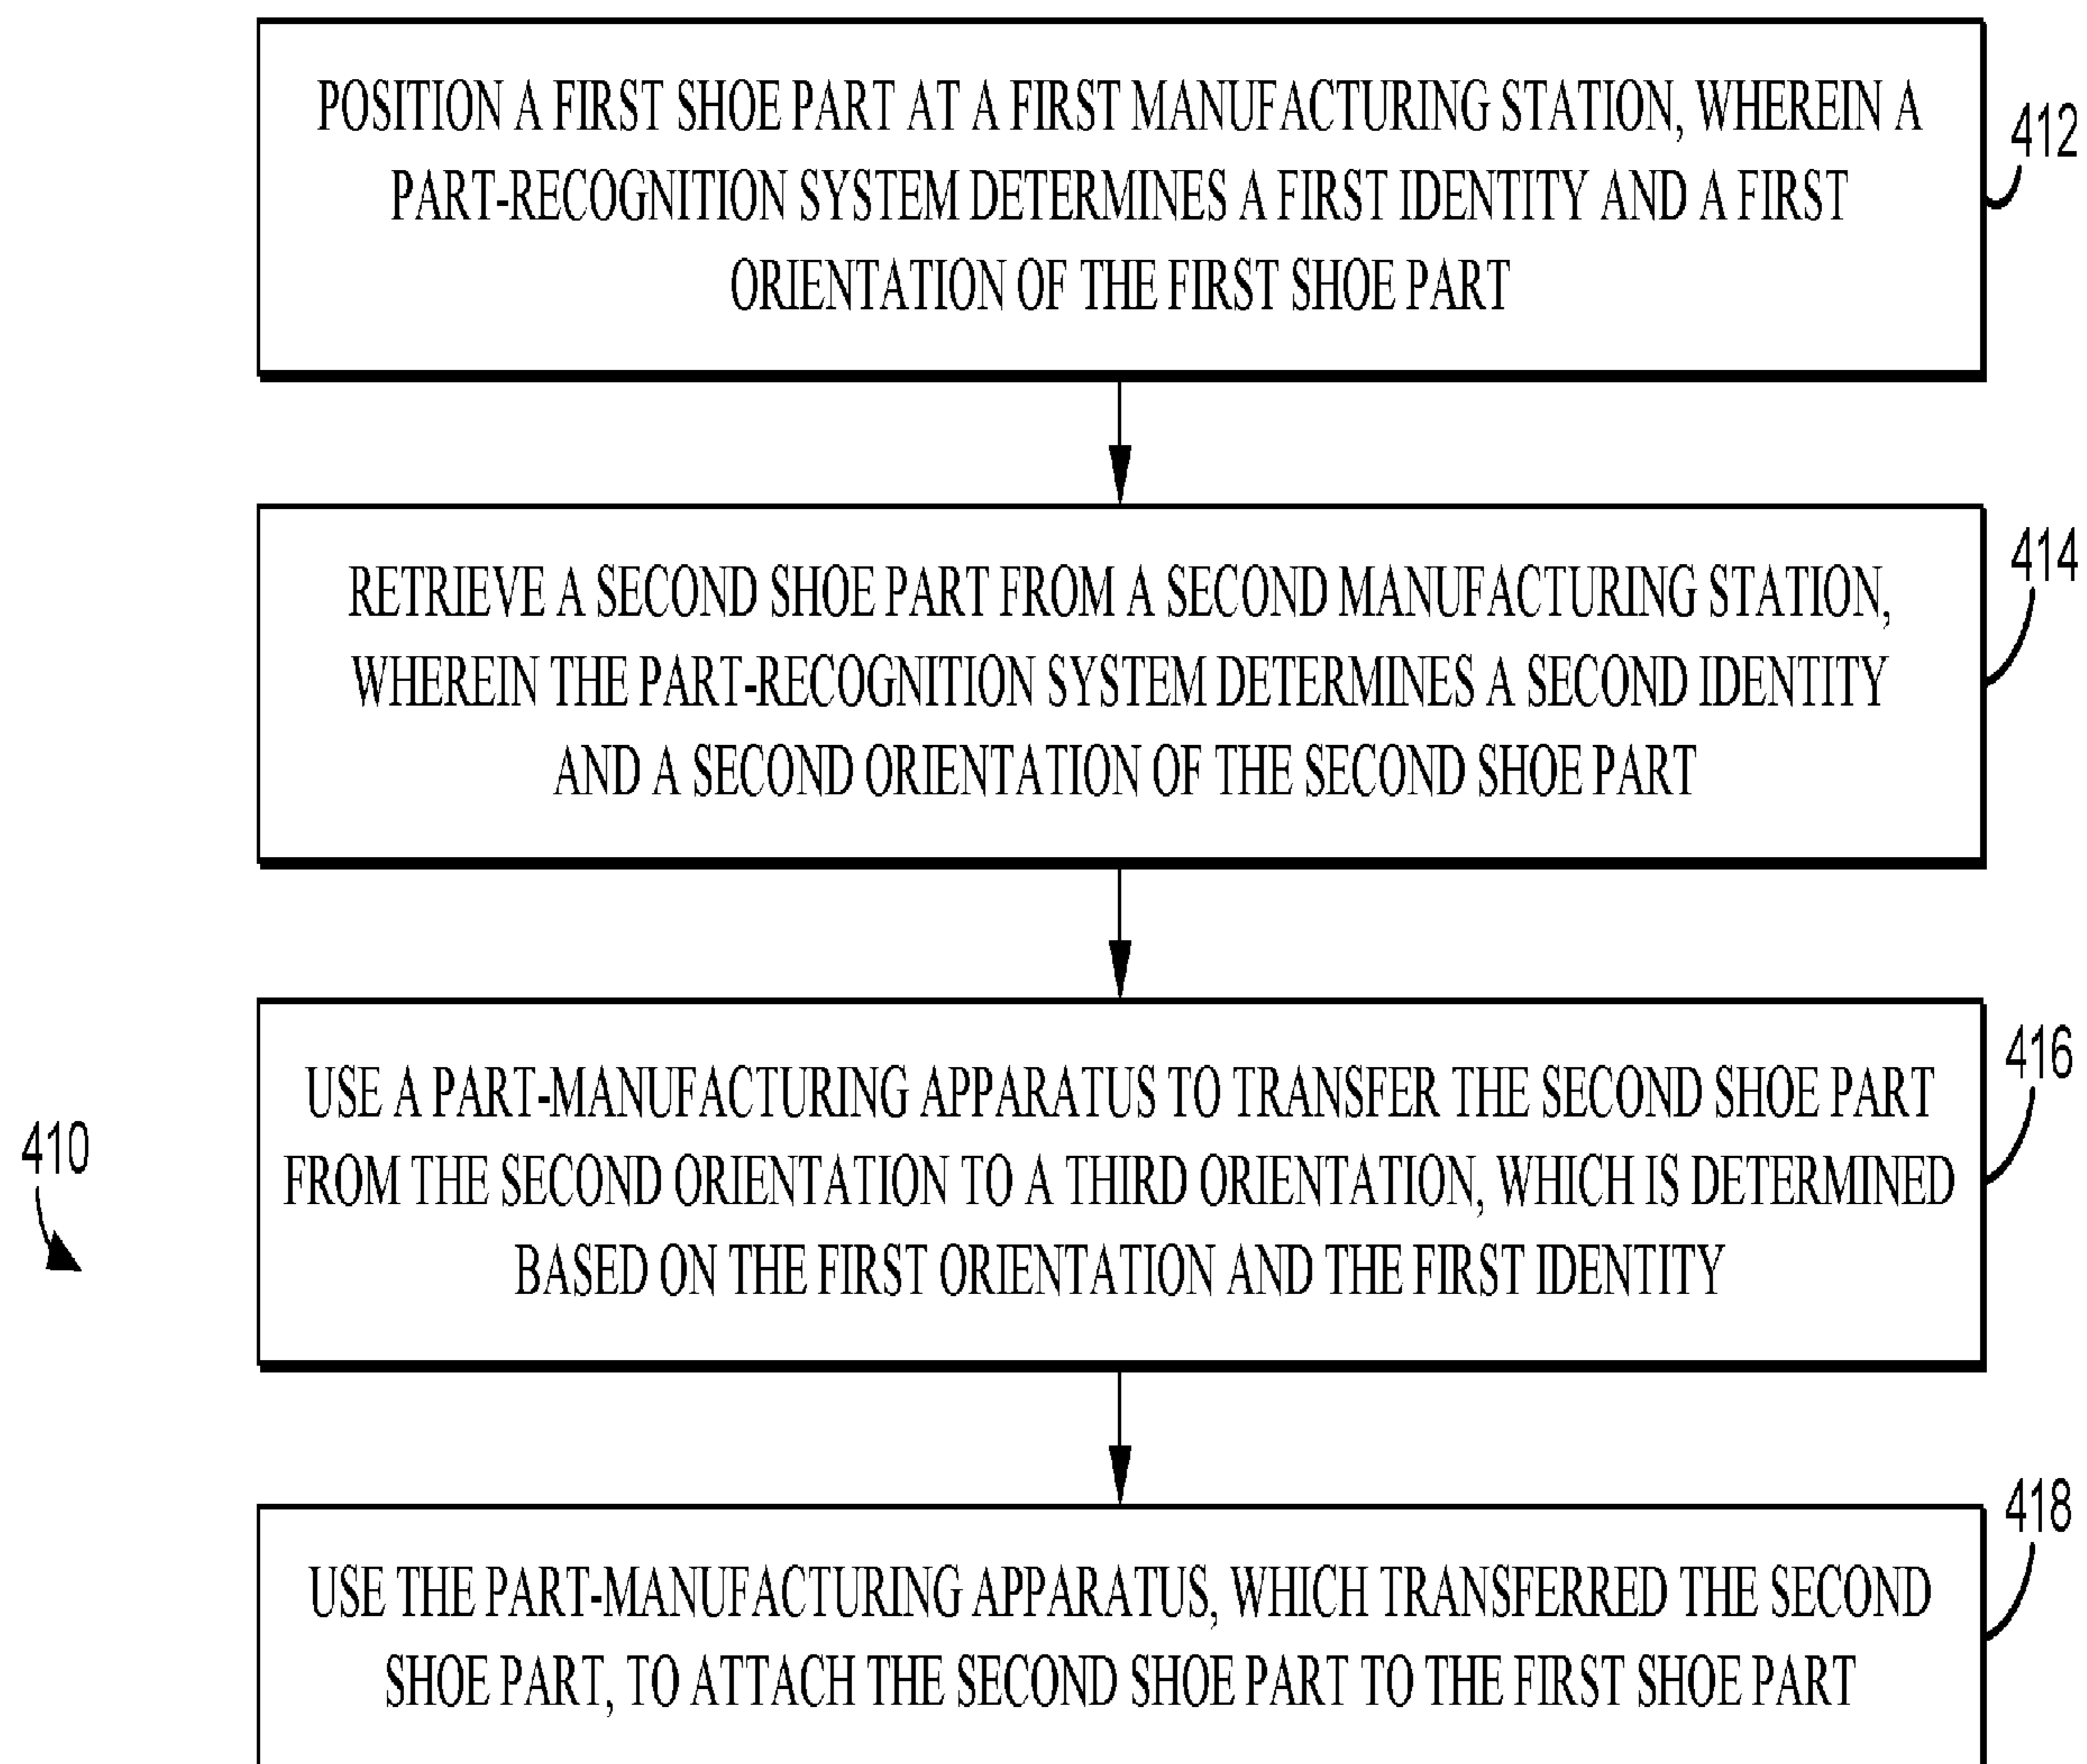 POSITION A FIRST SHOE PART AT A FIRST MANUFACTURING STATION, WHEREIN A
PART-RECOGNITION SYSTEM DETERMINES A FIRST IDENTITY AND A FIRST
ORIENTATION OF THE FIRST SHOE PART
412
RETRIEVE A SECOND SHOE PART FROM A SECOND MANUFACTURING STATION,
WHEREIN THE PART-RECOGNITION SYSTEM DETERMINES A SECOND IDENTITY
AND A SECOND ORIENTATION OF THE SECOND SHOE PART
414
USE A PART-MANUFACTURING APPARATUS TO TRANSFER THE SECOND SHOE PART
FROM THE SECOND ORIENTATION TO A THIRD ORIENTATION, WHICH IS DETERMINED
BASED ON THE FIRST ORIENTATION AND THE FIRST IDENTITY
416
410
USE THE PART-MANUFACTURING APPARATUS, WHICH TRANSFERRED THE SECOND
SHOE PART, TO ATTACH THE SECOND SHOE PART TO THE FIRST SHOE PART
418